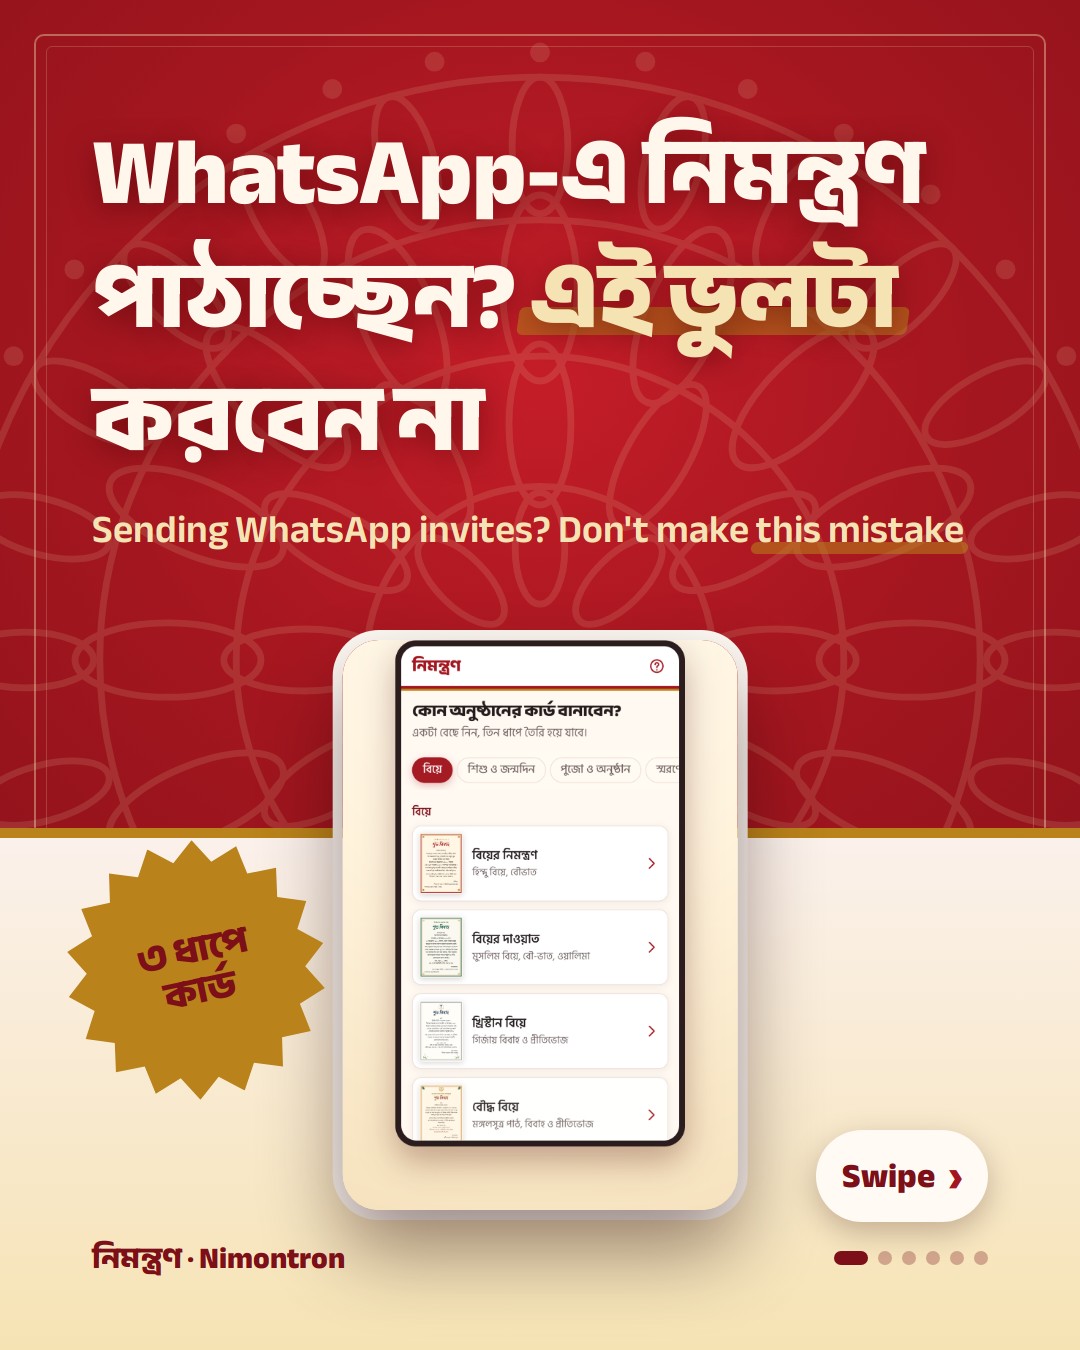 WhatsApp-এ নিমন্ত্রণ
পাঠাচ্ছেন? এই ভুলটা
করবেন না
Sending WhatsApp invites? Don't make this mistake
নিমন্ত্রণ
কোন অনুষ্ঠানের কার্ড বানাবেন?
একটা বেছে নিন, তিন ধাপে তৈরি হয়ে যাবে।
বিয়ে
শিশু ও জন্মদিন
পুজো ও অনুষ্ঠান
বিয়ে
বিয়ের নিমন্ত্রণ
হিন্দু বিয়ে, বৌভাত
বিয়ের দাওয়াত
মুসলিম বিয়ে, বৌ-ভাত, ওয়ালিমা
খ্রিস্টান বিয়ে
গির্জায় বিবাহ ও প্রীতিভোজ
বৌদ্ধ বিয়ে
মঙ্গলসূত্র পাঠ, বিবাহ ও প্রীতিভোজ
৩ ধাপে
কার্ড
Swipe ›
নিমন্ত্রণ · Nimontron